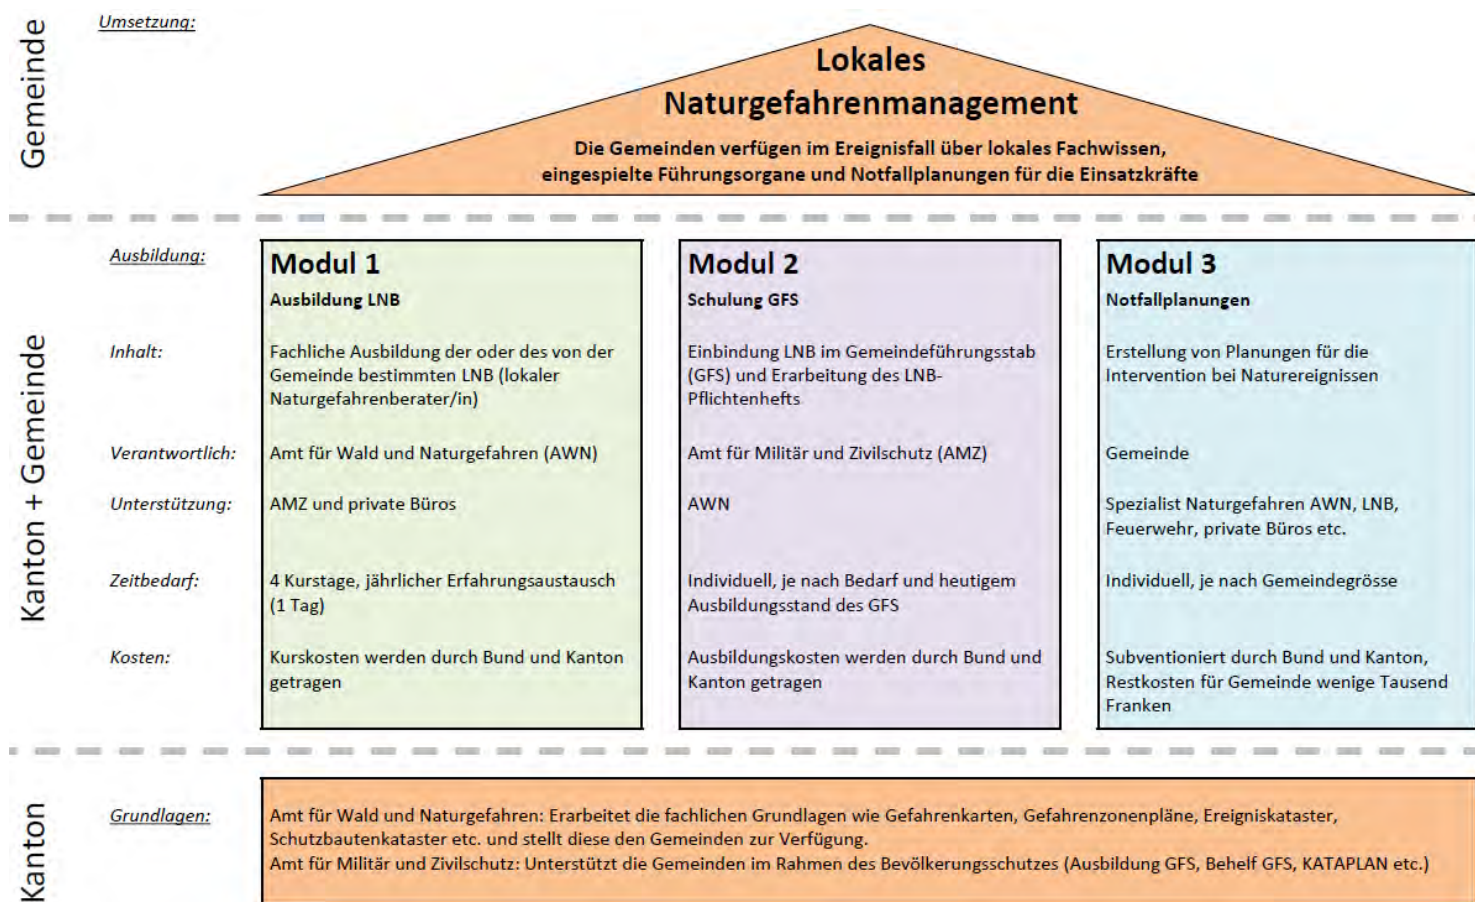 Gemeinde
Umsetzung:
Lokales
Naturgefahrenmanagement
Die Gemeinden verfügen im Ereignisfall über lokales Fachwissen,
eingespielte Führungsorgane und Notfallplanungen für die Einsatzkräfte
Kanton + Gemeinde
Ausbildung:
Modul 1
Ausbildung LNB
Modul 2
Schulung GFS
Modul 3
Notfallplanungen
Inhalt:
Fachliche Ausbildung der oder des von der
Gemeinde bestimmten LNB (lokaler
Naturgefahrenberater/in)
Einbindung LNB im Gemeindeführungsstab
(GFS) und Erarbeitung des LNB-
Pflichtenhefts
Erstellung von Planungen für die
Intervention bei Naturereignissen
Verantwortlich:
Amt für Wald und Naturgefahren (AWN)
Amt für Militär und Zivilschutz (AMZ)
Gemeinde
Unterstützung:
AMZ und private Büros
AWN
Spezialist Naturgefahren AWN, LNB,
Feuerwehr, private Büros etc.
Zeitbedarf:
4 Kurstage, jährlicher Erfahrungsaustausch
(1 Tag)
Individuell, je nach Bedarf und heutigem
Ausbildungsstand des GFS
Individuell, je nach Gemeindegrösse
Kosten:
Kurskosten werden durch Bund und Kanton
getragen
Ausbildungskosten werden durch Bund und
Kanton getragen
Subventioniert durch Bund und Kanton,
Restkosten für Gemeinde wenige Tausend
Franken
Kanton
Grundlagen:
Amt für Wald und Naturgefahren: Erarbeitet die fachlichen Grundlagen wie Gefahrenkarten, Gefahrenzonenpläne, Ereigniskataster,
Schutzbautenkataster etc. und stellt diese den Gemeinden zur Verfügung.
Amt für Militär und Zivilschutz: Unterstützt die Gemeinden im Rahmen des Bevölkerungsschutzes (Ausbildung GFS, Behelf GFS, KATAPLAN etc.)